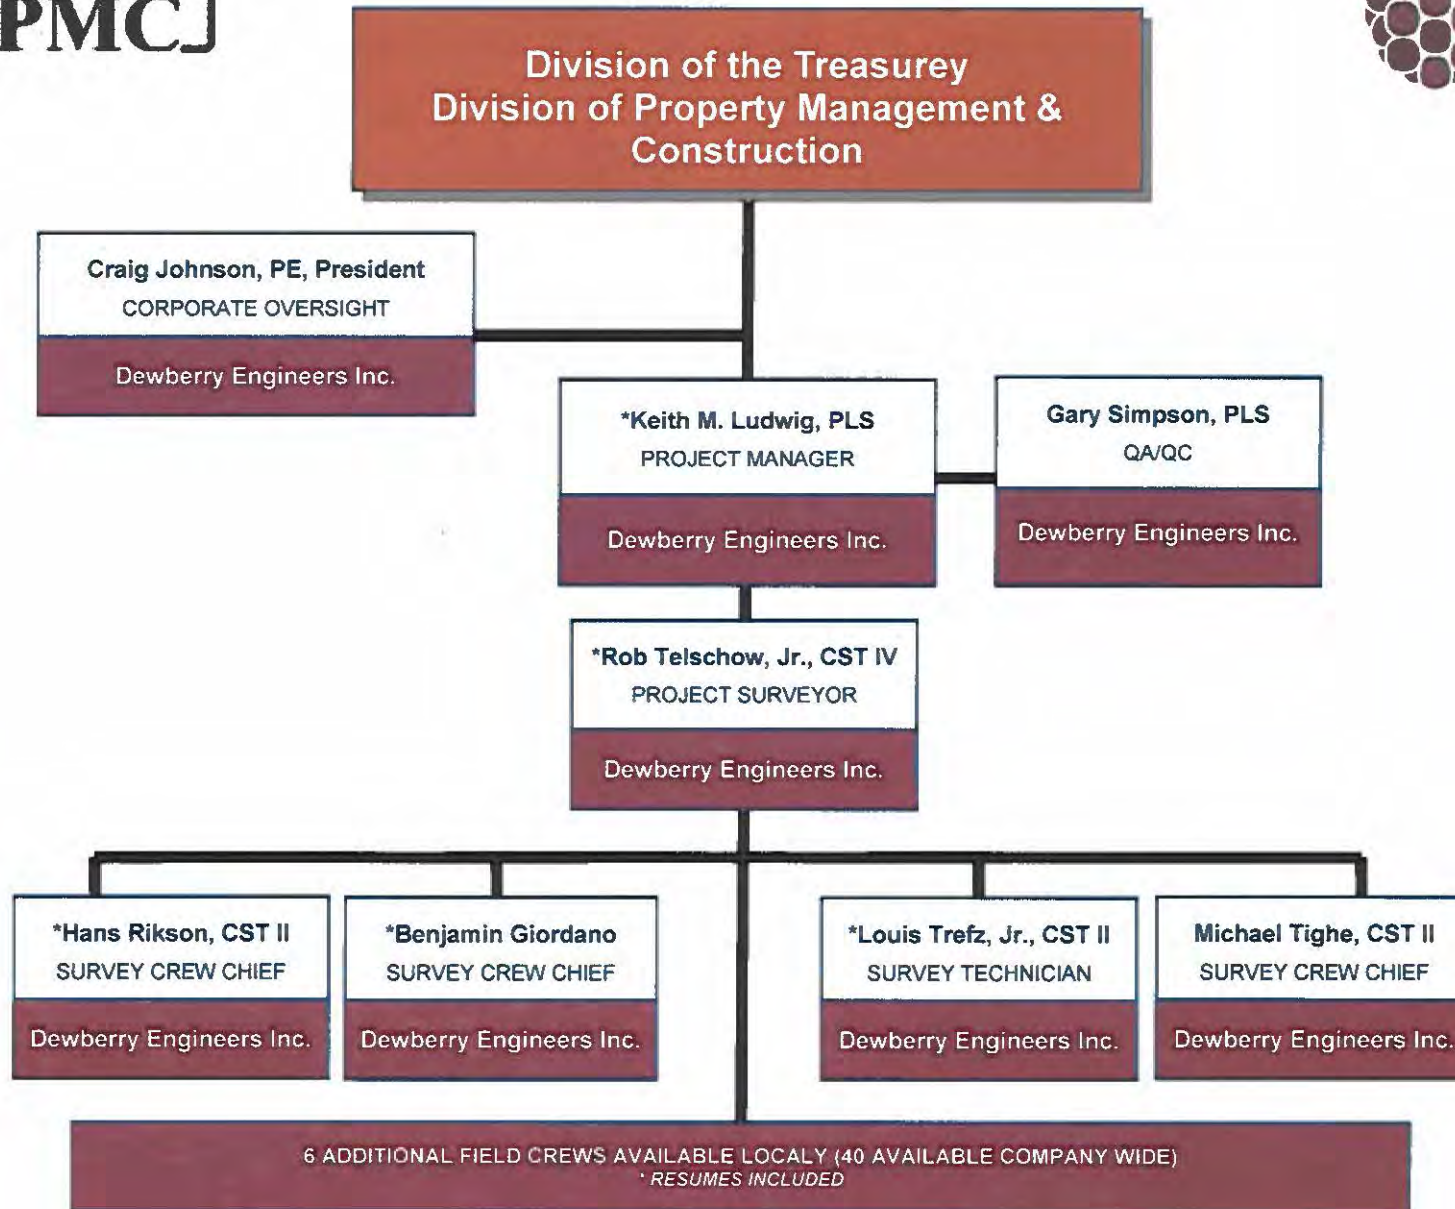 PMC
Division of the Treasurey
Division of Property Management &
Construction
Craig Johnson, PE, President
CORPORATE OVERSIGHT
Dewberry Engineers Inc.
*Keith M. Ludwig, PLS
PROJECT MANAGER
Dewberry Engineers Inc.
Gary Simpson, PLS
QA/QC
Dewberry Engineers Inc.
*Rob Telschow, Jr., CST IV
PROJECT SURVEYOR
Dewberry Engineers Inc.
*Hans Rikson, CST II
SURVEY CREW CHIEF
Dewberry Engineers Inc.
*Benjamin Giordano
SURVEY CREW CHIEF
Dewberry Engineers Inc.
*Louis Trefz, Jr., CST II
SURVEY TECHNICIAN
Dewberry Engineers Inc.
Michael Tighe, CST II
SURVEY CREW CHIEF
Dewberry Engineers Inc.
6 ADDITIONAL FIELD CREWS AVAILABLE LOCALY (40 AVAILABLE COMPANY WIDE)
* RESUMES INCLUDED